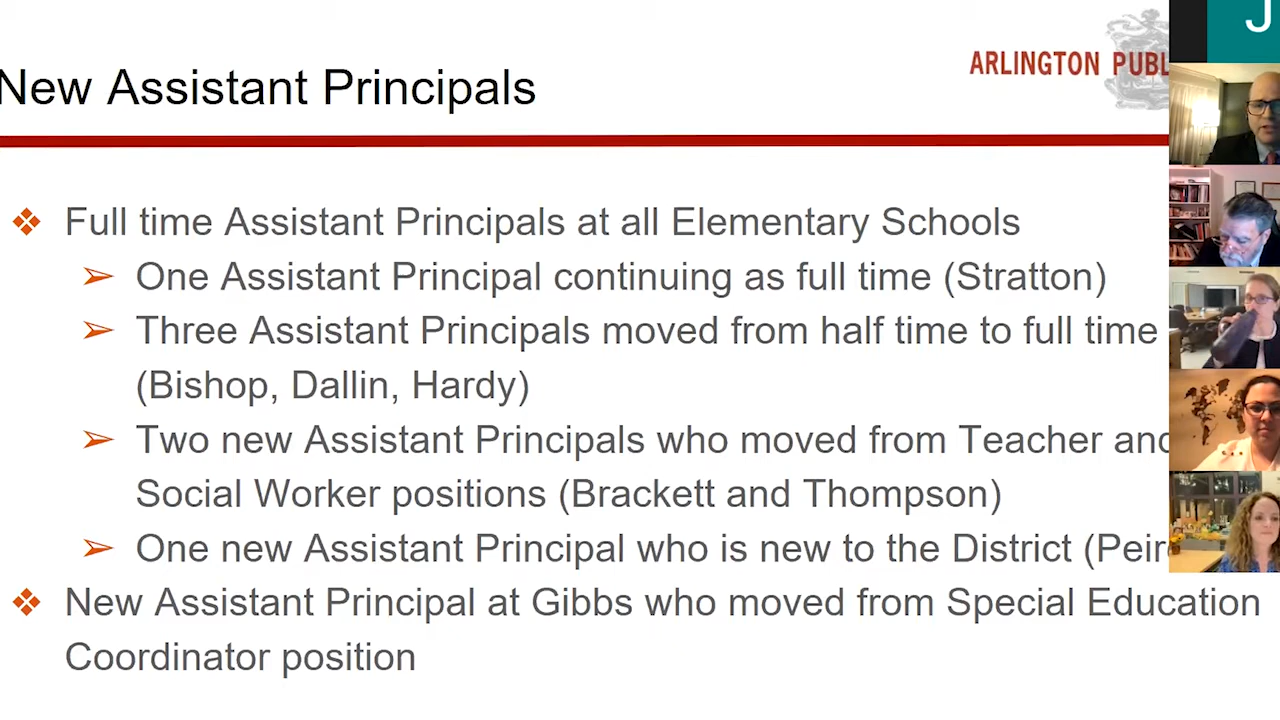 J
ARLINGTON PUBL
New Assistant Principals
❖ Full time Assistant Principals at all Elementary Schools
➢ One Assistant Principal continuing as full time (Stratton)
➢ Three Assistant Principals moved from half time to full time
(Bishop, Dallin, Hardy)
➢ Two new Assistant Principals who moved from Teacher and
Social Worker positions (Brackett and Thompson)
➢ One new Assistant Principal who is new to the District (Peir
❖ New Assistant Principal at Gibbs who moved from Special Education
Coordinator position